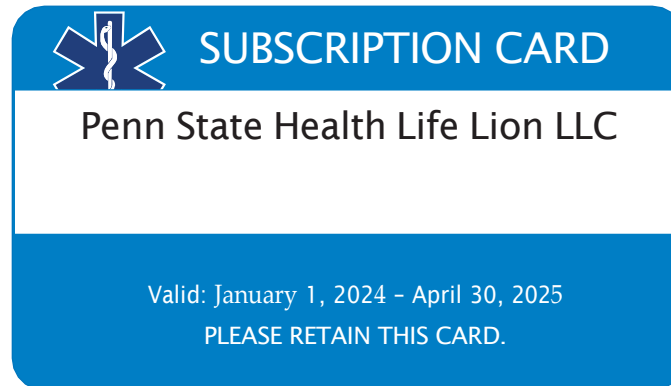 SUBSCRIPTION CARD
Penn State Health Life Lion LLC
Valid: January 1, 2024 – April 30, 2025
PLEASE RETAIN THIS CARD.